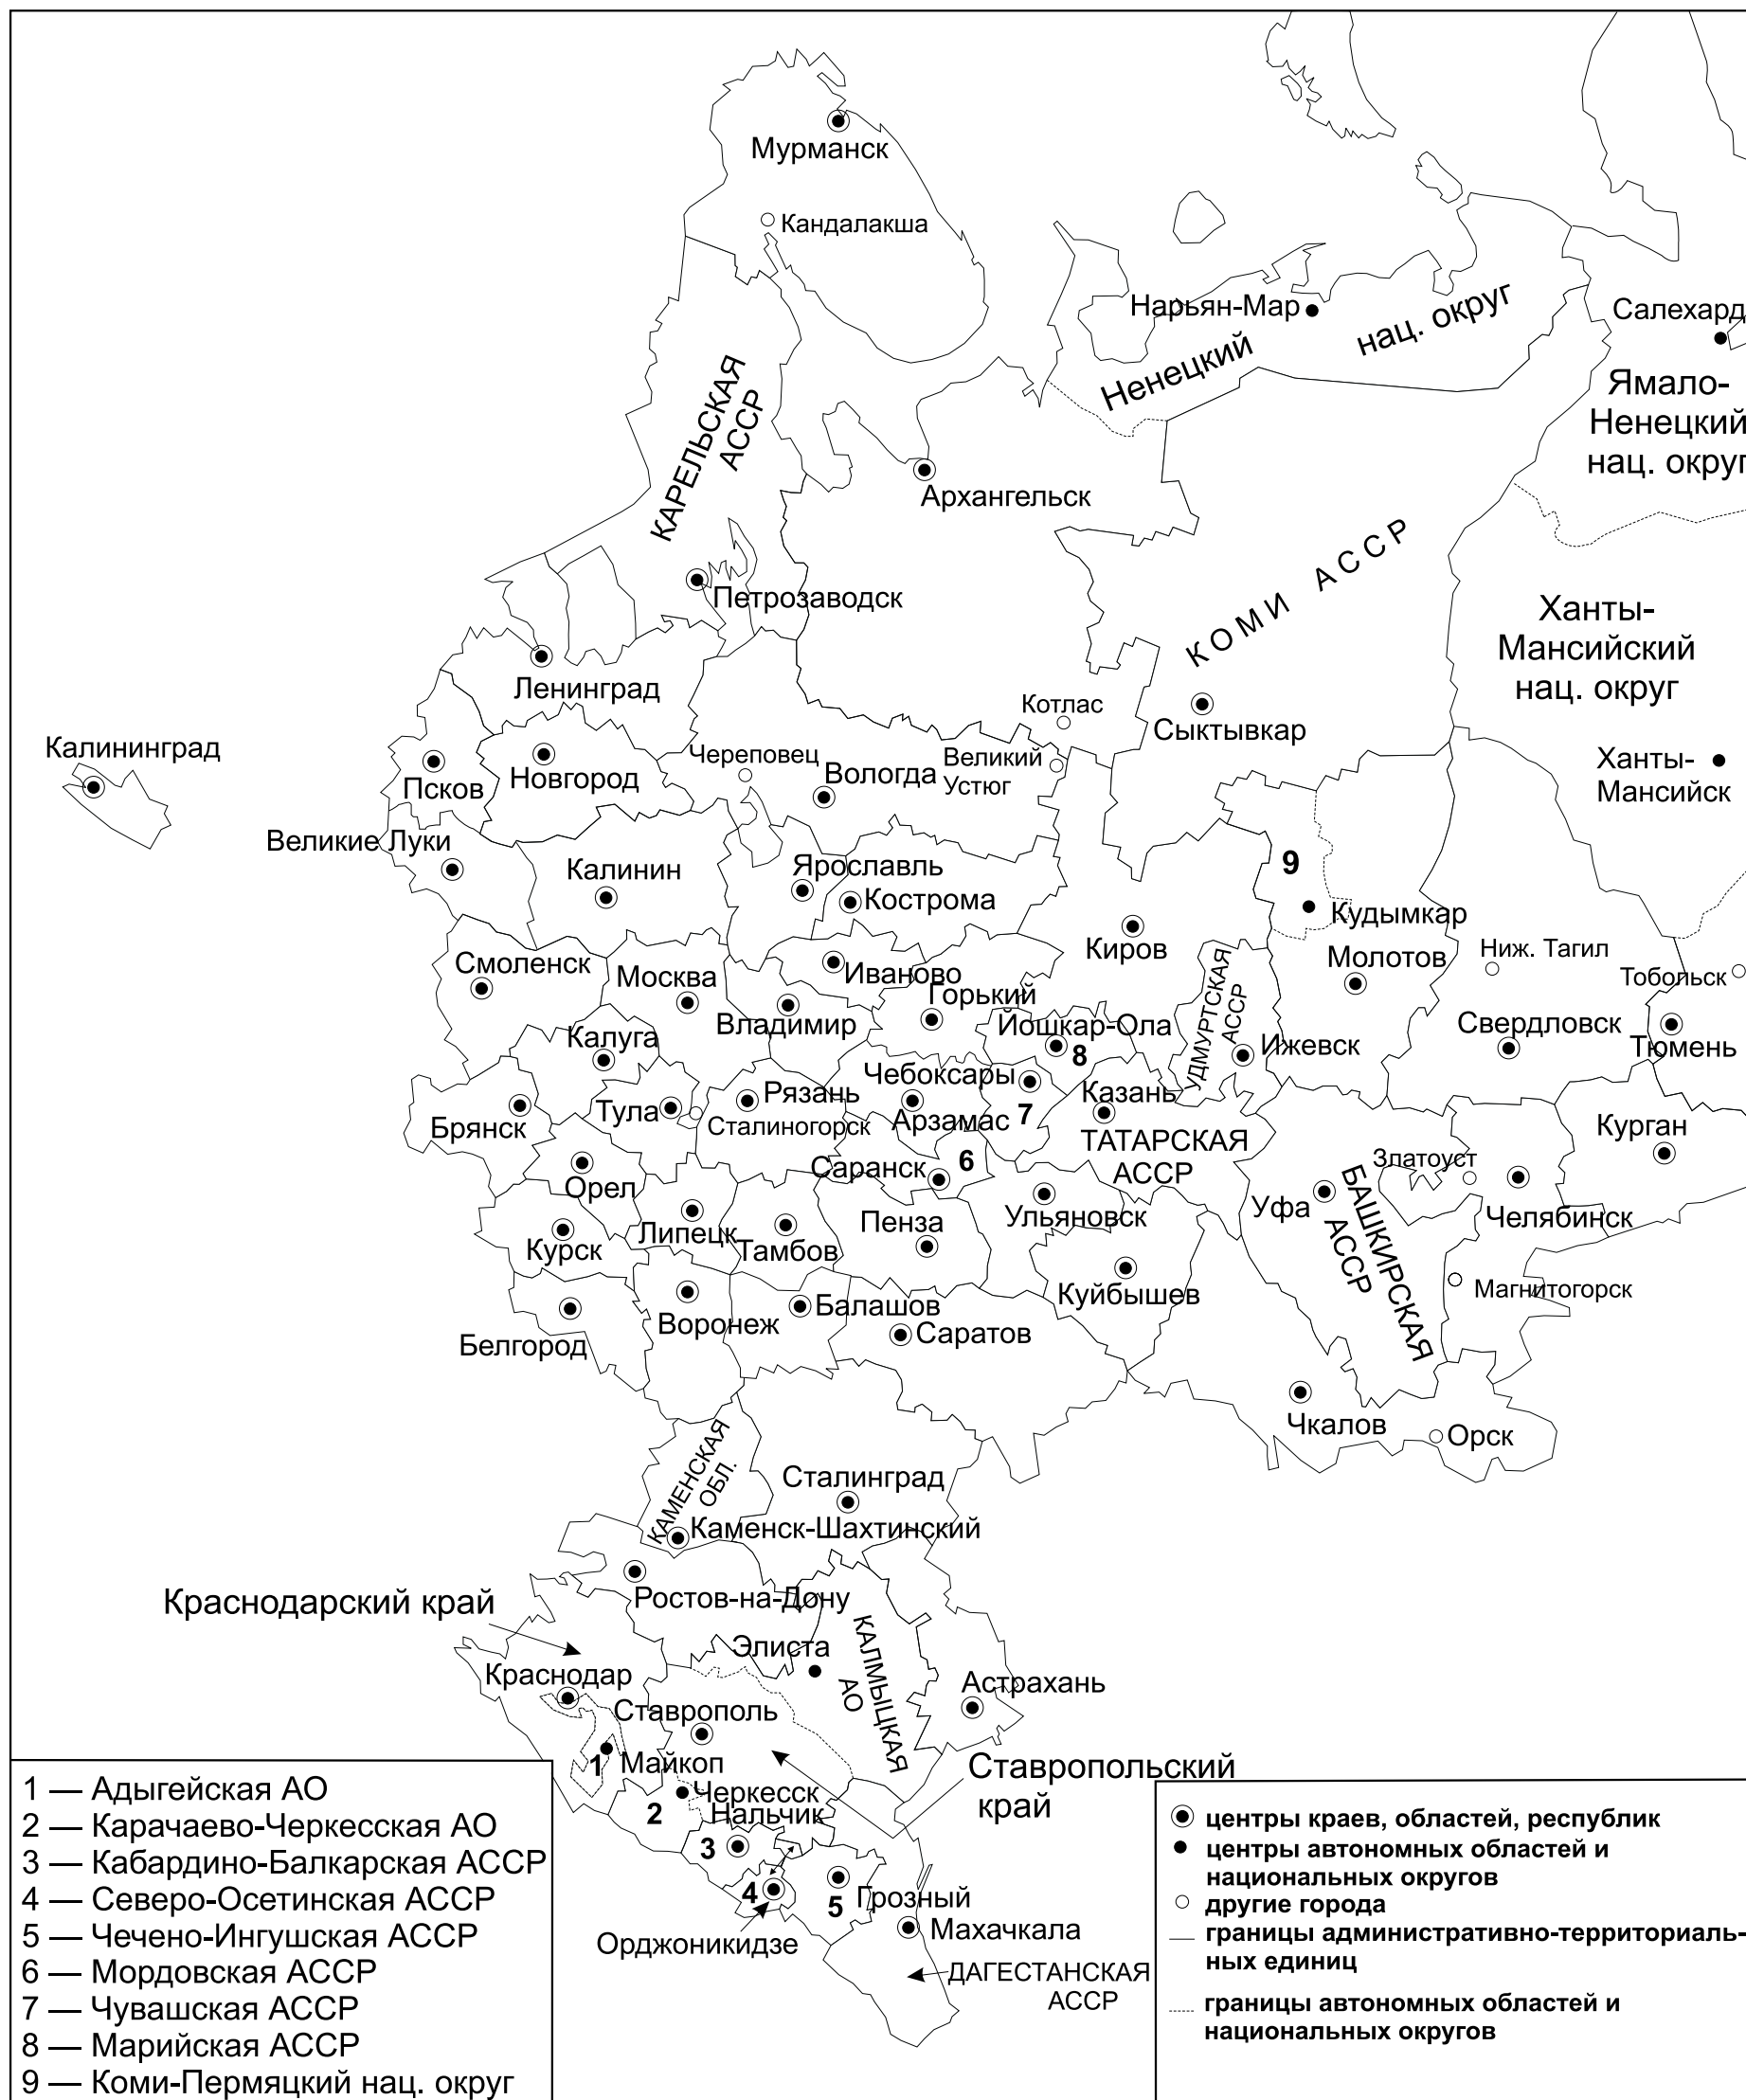 Мурманск
Кандалакша
Нарьян-Мар
Ненецкий
нац. округ
Салехард
Ямало-
Ненецкий
нац. округ
КАРЕЛЬСКАЯ
АССР
Архангельск
Петрозаводск
КОМИ АССР
Ханты-
Мансийский
нац. округ
Ленинград
Котлас
Сыктывкар
Калининград
Псков
Новгород
Череповец
Вологда
Великий
Устюг
Ханты-
Мансийск
Великие Луки
Калинин
Ярославль
Кострома
9
Кудымкар
Киров
Молотов
Ниж. Тагил
Тобольск
Смоленск
Москва
Иваново
Владимир
Горький
Йошкар-Ола
8
УДМУРТСКАЯ
АССР
Ижевск
Свердловск
Тюмень
Калуга
Чебоксары
Рязань
Тула
Сталиногорск
Арзамас
7
Казань
ТАТАРСКАЯ
АССР
Брянск
Курган
Златоуст
Саранск
6
Орел
Ульяновск
Уфа
БАШКИРСКАЯ
АССР
Челябинск
Курск
Липецк
Тамбов
Пенза
Куйбышев
Магнитогорск
Белгород
Воронеж
Балашов
Саратов
Чкалов
Орск
КАМЕНСКАЯ
ОБЛ.
Сталинград
Каменск-Шахтинский
Краснодарский край
Ростов-на-Дону
Элиста
КАЛМЫЦКАЯ
АО
Краснодар
Астрахань
Ставрополь
1
Майкоп
Ставропольский
край
Черкесск
2
Нальчик
3
4
5
Грозный
Орджоникидзе
Махачкала
ДАГЕСТАНСКАЯ
АССР
1 — Адыгейская АО
2 — Карачаево-Черкесская АО
3 — Кабардино-Балкарская АССР
4 — Северо-Осетинская АССР
5 — Чечено-Ингушская АССР
6 — Мордовская АССР
7 — Чувашская АССР
8 — Марийская АССР
9 — Коми-Пермяцкий нац. округ
центры краев, областей, республик
центры автономных областей и
национальных округов
другие города
границы административно-территориаль-
ных единиц
границы автономных областей и
национальных округов